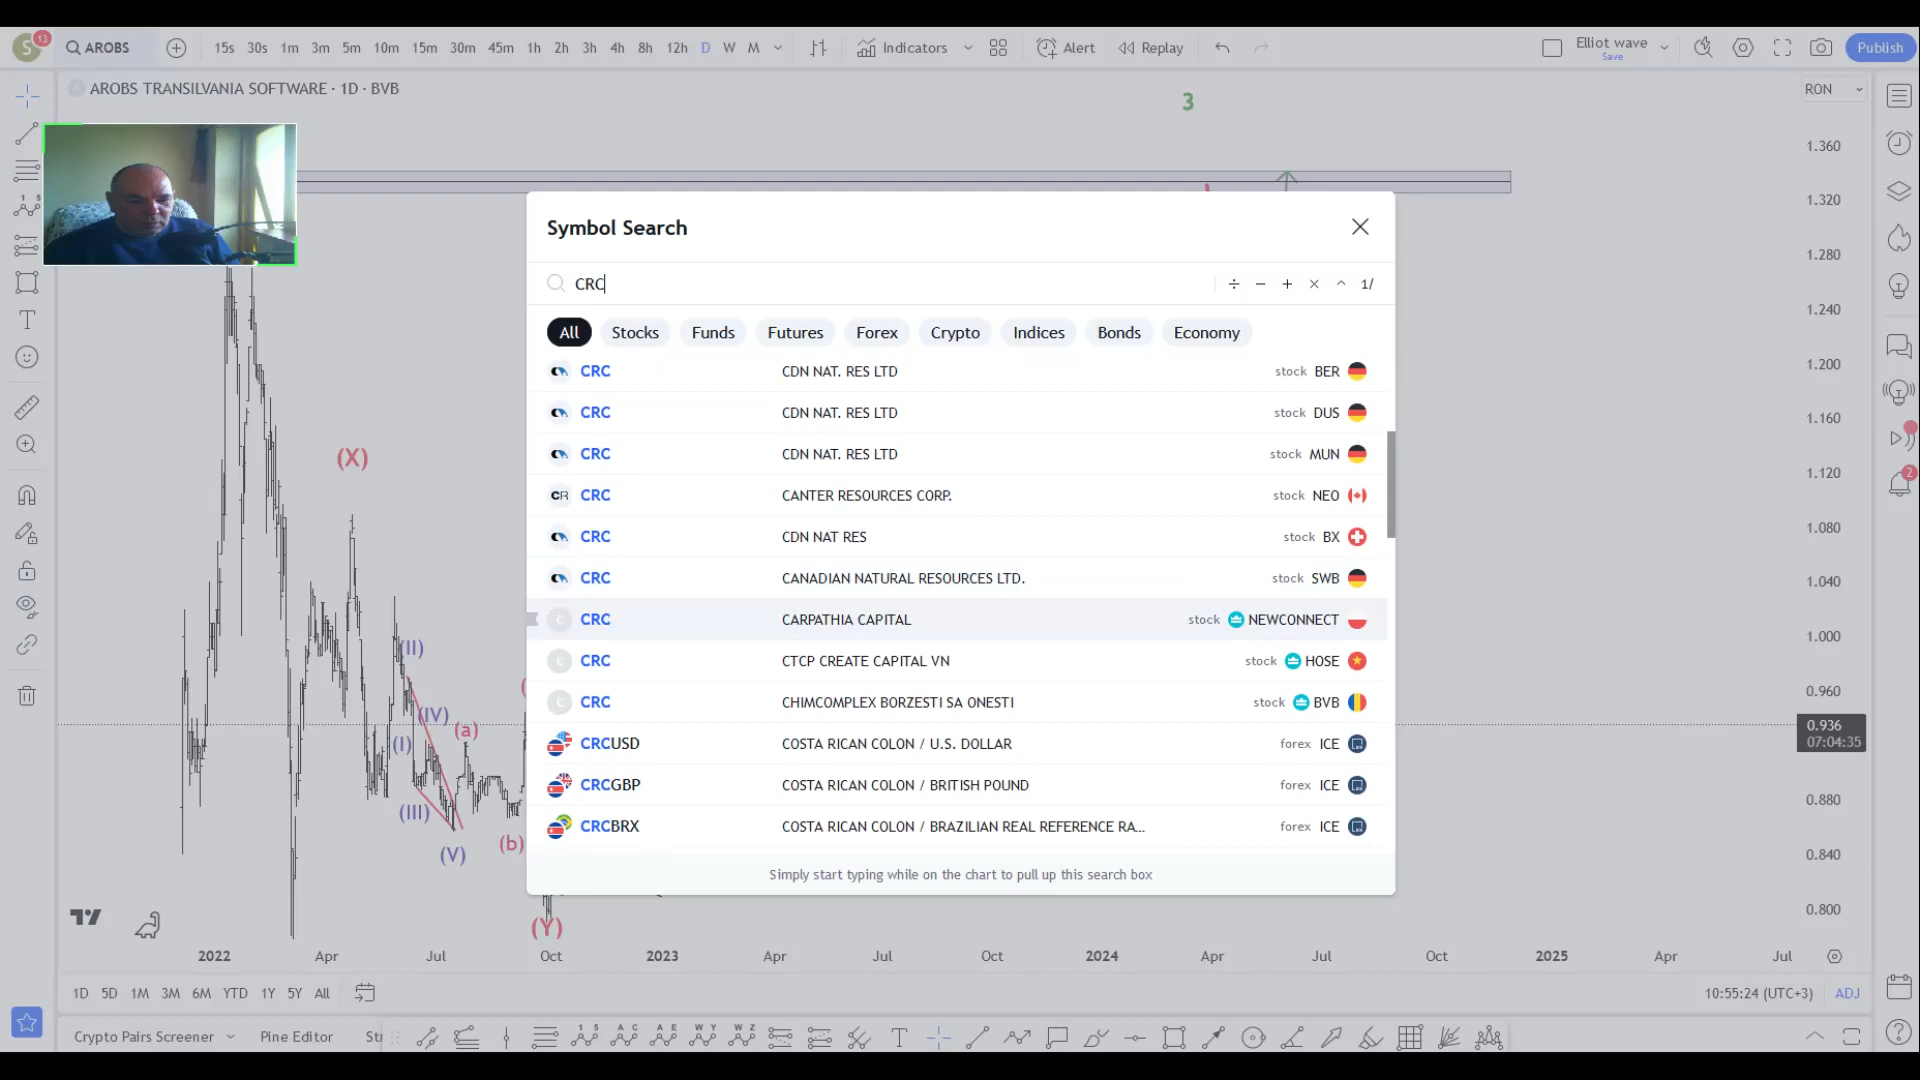 S 13 AROBS 15s 30s 1m 3m 5m 10m 15m 30m 45m 1h 2h 3h 4h 8h 12h D W M Indicators Alert Replay Elliot wave Publish
Save
AROBS TRANSILVANIA SOFTWARE · 1D · BVB RON
3
1.360
1.320
1.280
1.240
1.200
1.160
1.120
1.080
1.040
1.000
0.960
0.936
07:04:35
0.880
0.840
0.800
2
Symbol Search
CRC 1/
All Stocks Funds Futures Forex Crypto Indices Bonds Economy
CRC CDN NAT. RES LTD stock BER
CRC CDN NAT. RES LTD stock DUS
CRC CDN NAT. RES LTD stock MUN
CR CRC CANTER RESOURCES CORP. stock NEO
CRC CDN NAT RES stock BX
CRC CANADIAN NATURAL RESOURCES LTD. stock SWB
C CRC CARPATHIA CAPITAL stock NEWCONNECT
C CRC CTCP CREATE CAPITAL VN stock HOSE
C CRC CHIMCOMPLEX BORZESTI SA ONESTI stock BVB
CRCUSD COSTA RICAN COLON / U.S. DOLLAR forex ICE
CRCGBP COSTA RICAN COLON / BRITISH POUND forex ICE
CRCBRX COSTA RICAN COLON / BRAZILIAN REAL REFERENCE RA... forex ICE
Simply start typing while on the chart to pull up this search box
(X)
(II)
(IV)
(a)
(I)
(III)
(b)
(V)
(Y)
2022 Apr Jul Oct 2023 Apr Jul Oct 2024 Apr Jul Oct 2025 Apr Jul
1D 5D 1M 3M 6M YTD 1Y 5Y All 10:55:24 (UTC+3) ADJ
Crypto Pairs Screener Pine Editor